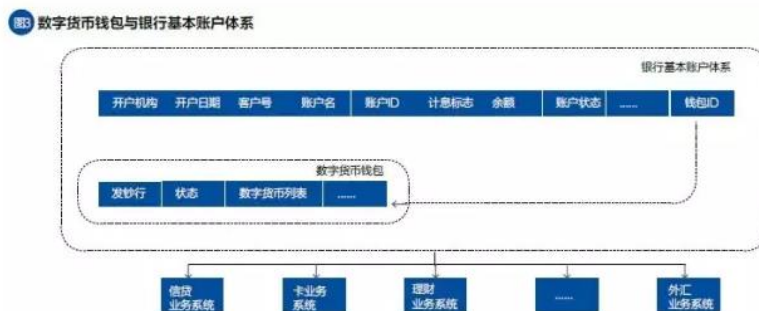 图3 数字货币钱包与银行基本账户体系
银行基本账户体系
开户机构 开户日期 客户号 账户名 账户ID 计息标志 余额 账户状态 …… 钱包ID
数字货币钱包
发钞行 状态 数字货币列表 ……
信贷 卡业务 理财 …… 外汇
业务系统 系统 业务系统 业务系统